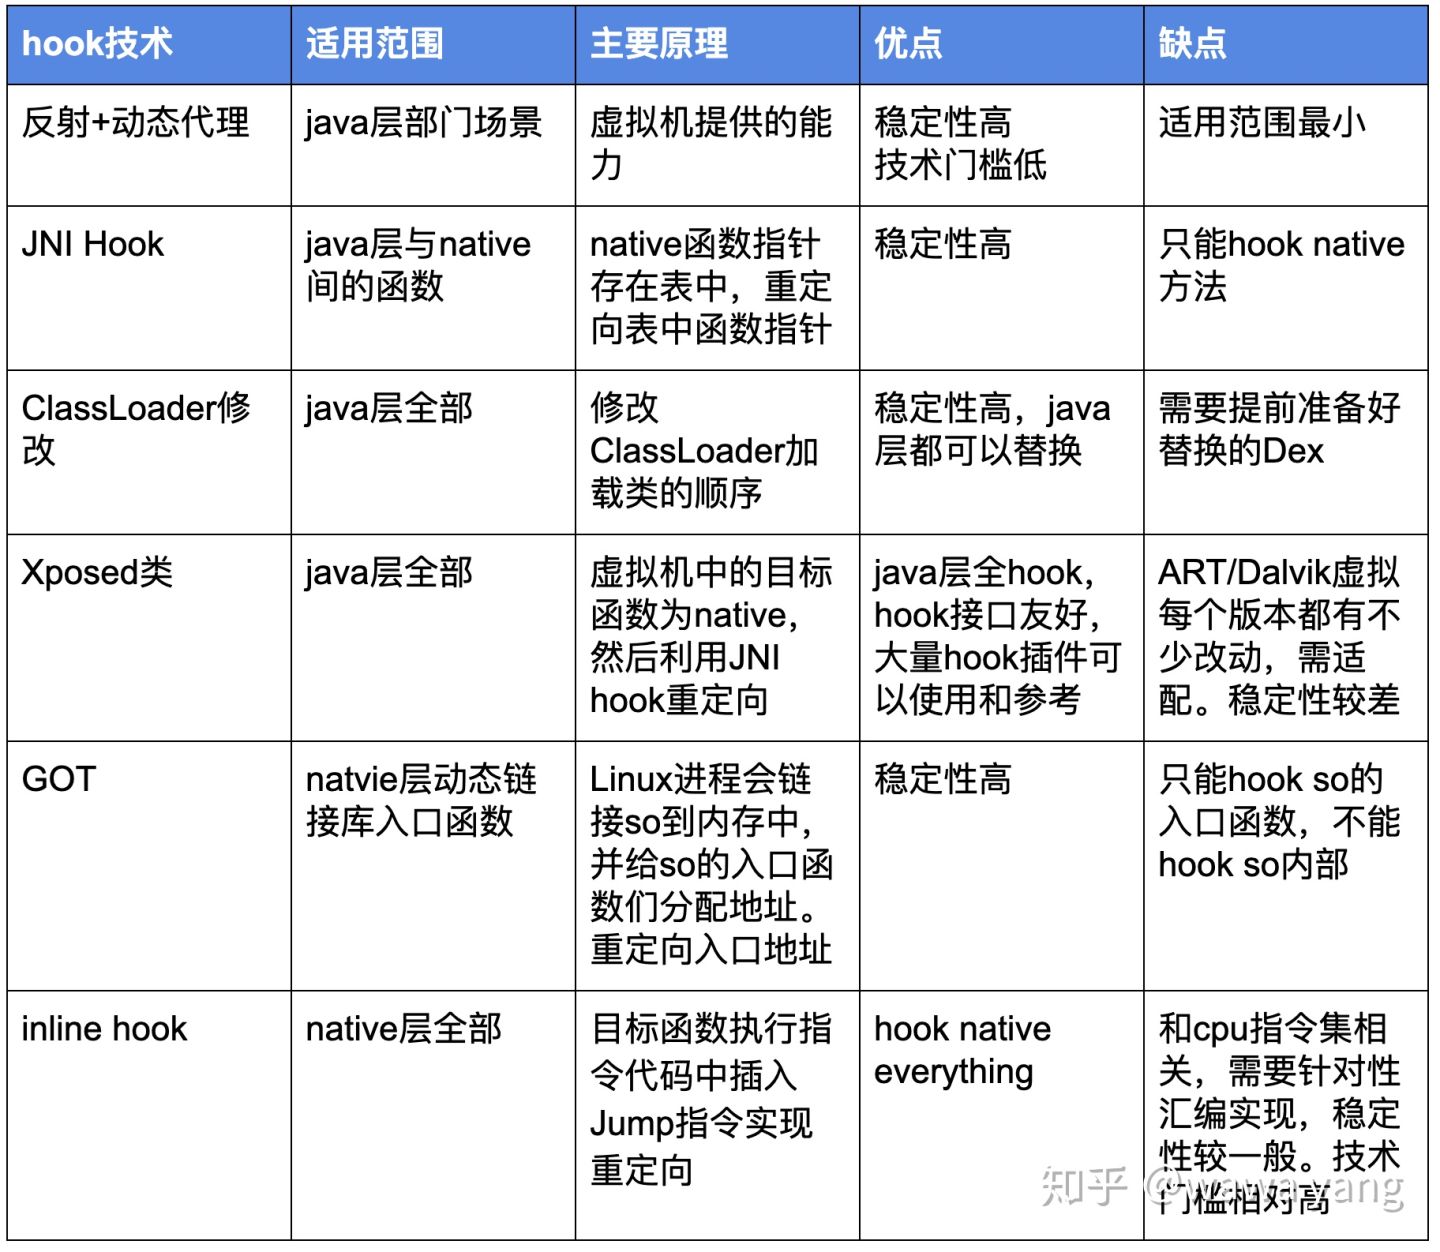 hook技术
适用范围
主要原理
优点
缺点
反射+动态代理
java层部门场景
虚拟机提供的能
力
稳定性高
技术门槛低
适用范围最小
JNI Hook
java层与native
间的函数
native函数指针
存在表中，重定
向表中函数指针
稳定性高
只能hook native
方法
ClassLoader修
改
java层全部
修改
ClassLoader加
载类的顺序
稳定性高，java
层都可以替换
需要提前准备好
替换的Dex
Xposed类
java层全部
虚拟机中的目标
函数为native，
然后利用JNI
hook重定向
java层全hook，
hook接口友好，
大量hook插件可
以使用和参考
ART/Dalvik虚拟
每个版本都有不
少改动，需适
配。稳定性较差
GOT
natvie层动态链
接库入口函数
Linux进程会链
接so到内存中，
并给so的入口函
数们分配地址。
重定向入口地址
稳定性高
只能hook so的
入口函数，不能
hook so内部
inline hook
native层全部
目标函数执行指
令代码中插入
Jump指令实现
重定向
hook native
everything
和cpu指令集相
关，需要针对性
汇编实现，稳定
性较一般。技术
门槛相对高
知乎 @wawa yang